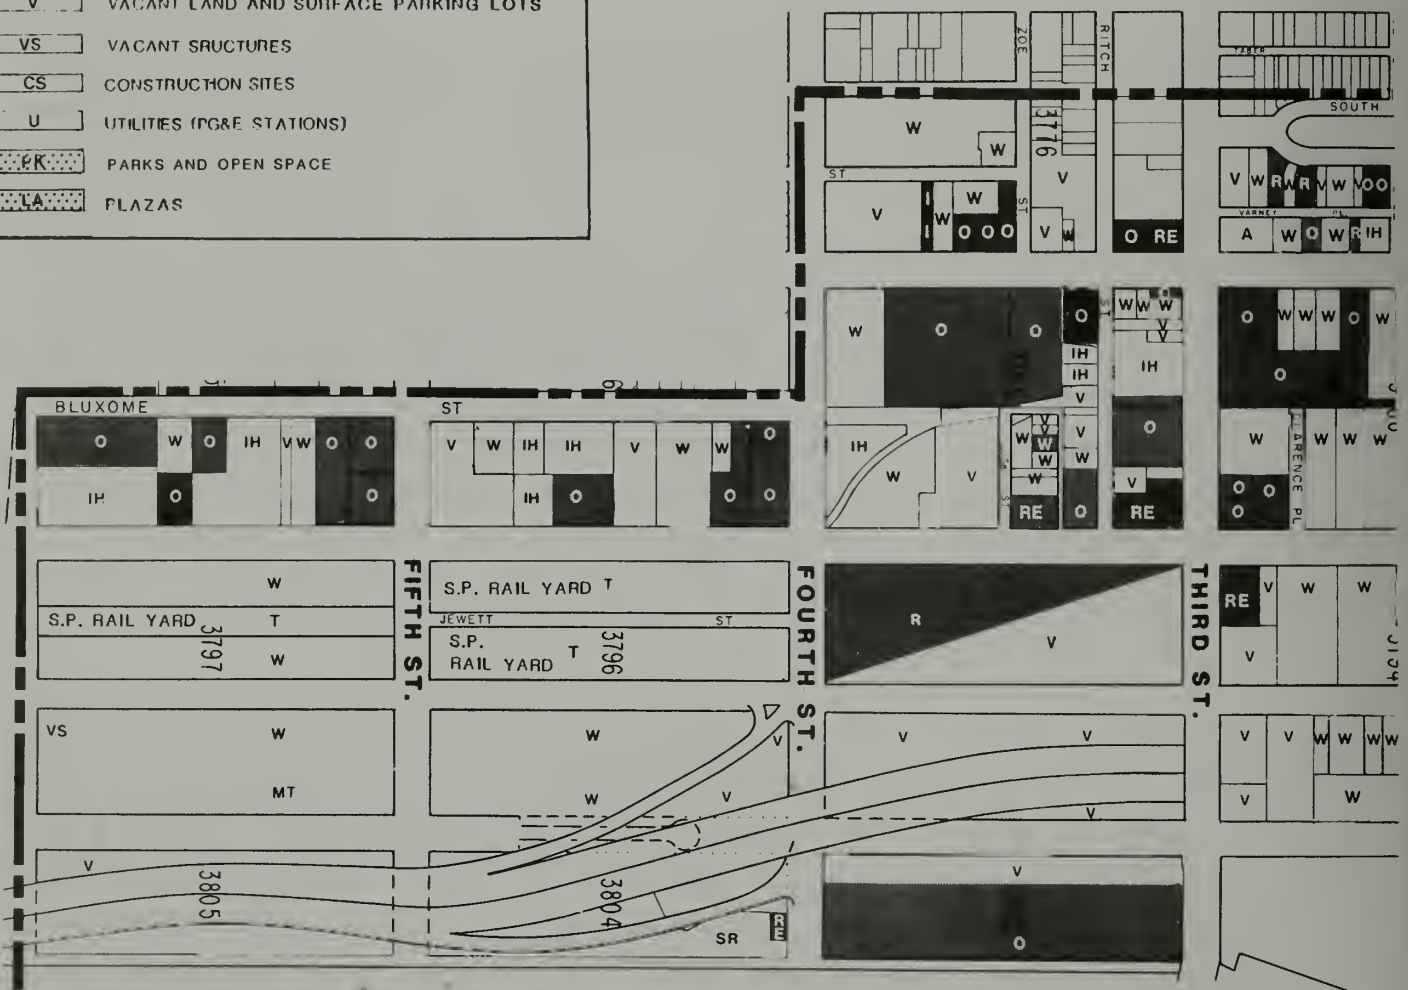 V VACANT LAND AND SURFACE PARKING LOTS
VS VACANT SRUCTURES
CS CONSTRUCTION SITES
U UTILITIES (PG&E STATIONS)
PK PARKS AND OPEN SPACE
LA PLAZAS
ZOE
RITCH
TABER
SOUTH
W
W
3776
ST
V
V
I
I
W
W
O O O
ST
V
W
O RE
V W R W R V W V O O
VARNEY PL
A W O W R IH
W
O
O
O
IH
IH
V
ST
W W W
O
V
V
IH
O
W W W
O
W
O
BLUXOME
ST
O
W
O
IH
V W
O
O
IH
O
O
V
W
IH
IH
V
W
W
O
IH
O
O
O
IH
W
V
W
V
V
W
W
W
RE
V
W
O
O
V
RE
W
O O
O
CLARENCE PL
W W W
FIFTH ST.
FOURTH ST.
THIRD ST.
W
S.P. RAIL YARD T
3797
W
S.P. RAIL YARD T
JEWETT ST
S.P.
RAIL YARD T
3796
R
V
RE
V
W
W
V
VS
W
MT
W
V
W
V
V
V
V
V
V
W W W W
V
W
V
3805
3804
SR
RE
V
O